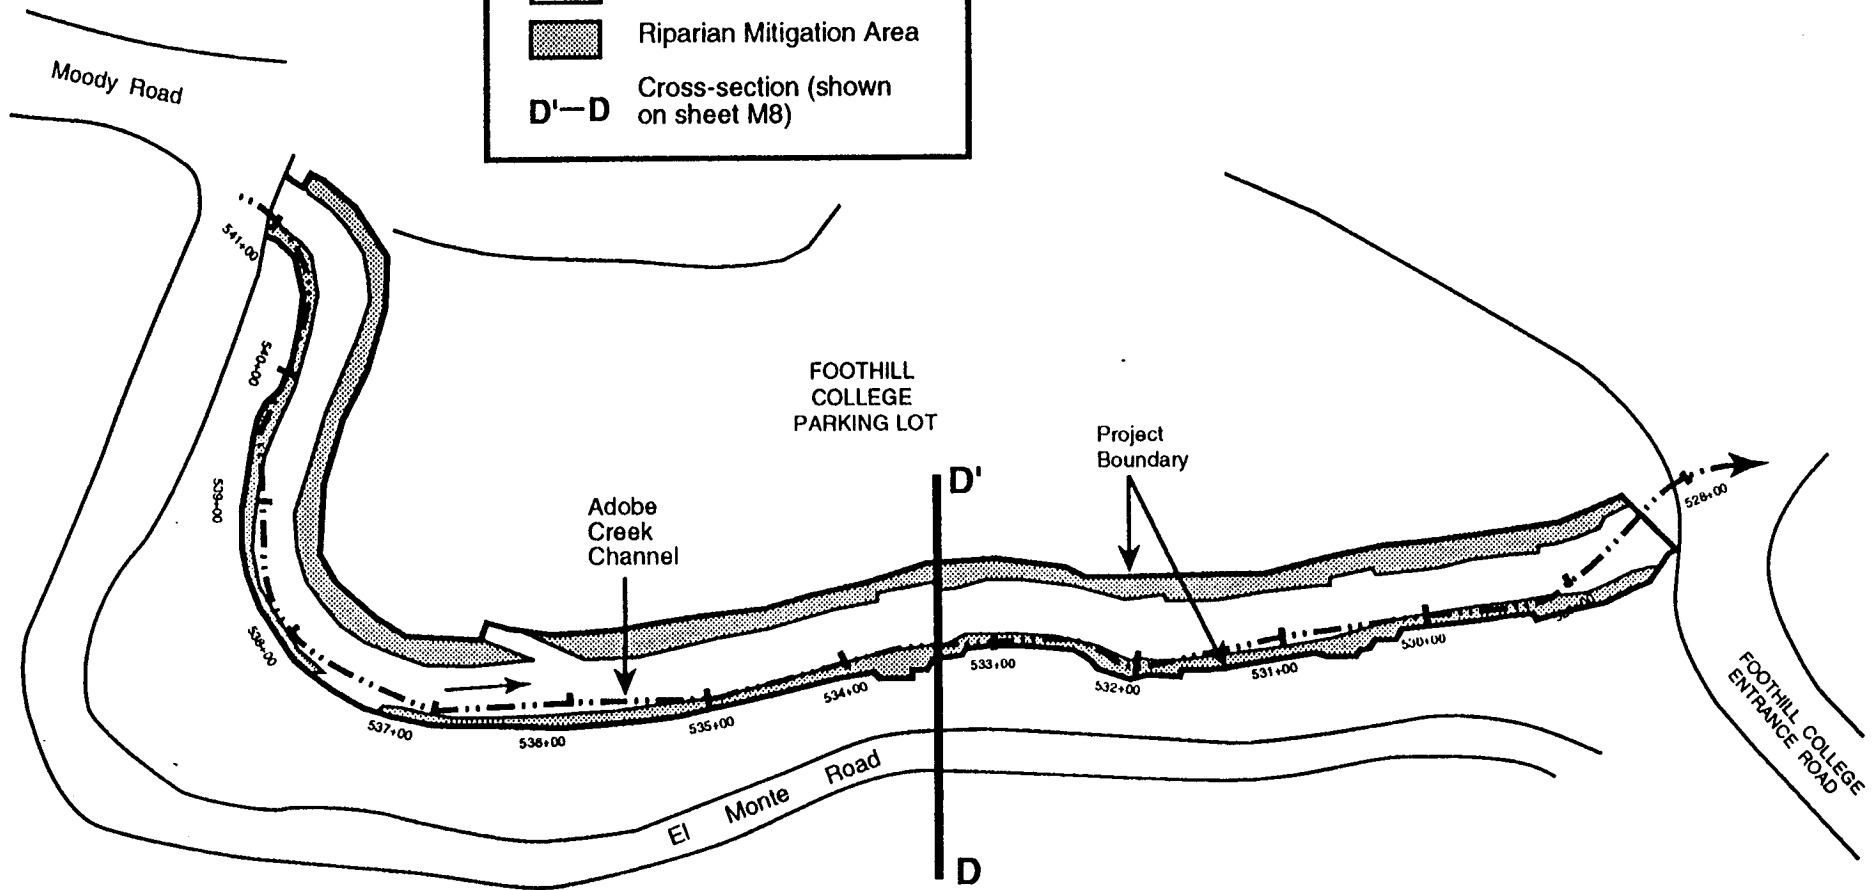 Riparian Mitigation Area
D'—D
Cross-section (shown
on sheet M8)
Moody Road
541+00
540+00
539+00
538+00
537+00
536+00
535+00
534+00
533+00
532+00
531+00
530+00
528+00
FOOTHILL
COLLEGE
PARKING LOT
Project
Boundary
Adobe
Creek
Channel
D'
D
El Monte Road
FOOTHILL COLLEGE
ENTRANCE ROAD